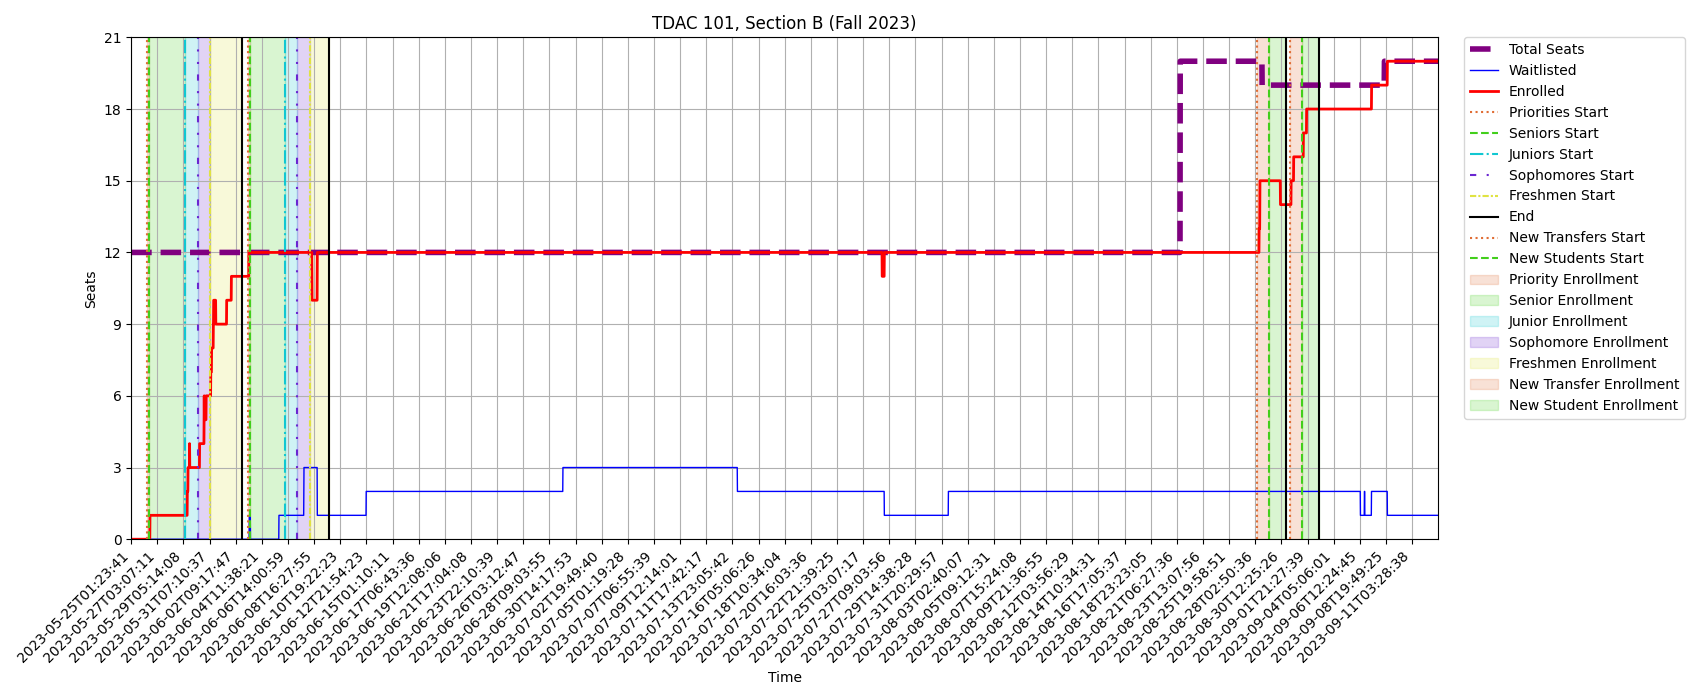 TDAC 101, Section B (Fall 2023)
Seats
21
18
15
12
9
6
3
0
2023-05-25T01:23:41
2023-05-27T03:07:11
2023-05-29T05:14:08
2023-05-31T07:10:37
2023-06-02T09:17:47
2023-06-04T11:38:21
2023-06-06T14:00:59
2023-06-08T16:27:55
2023-06-10T19:22:23
2023-06-12T21:54:23
2023-06-15T01:10:11
2023-06-17T06:43:36
2023-06-19T12:08:06
2023-06-21T17:04:08
2023-06-23T22:10:39
2023-06-26T03:12:47
2023-06-28T09:03:55
2023-06-30T14:17:53
2023-07-02T19:49:40
2023-07-05T01:19:28
2023-07-07T06:55:39
2023-07-09T12:14:01
2023-07-11T17:42:17
2023-07-13T23:05:42
2023-07-16T05:06:26
2023-07-18T10:34:04
2023-07-20T16:03:36
2023-07-22T21:39:25
2023-07-25T03:07:17
2023-07-27T09:03:56
2023-07-29T14:38:28
2023-07-31T20:29:57
2023-08-03T02:40:07
2023-08-05T09:12:31
2023-08-07T15:24:08
2023-08-09T21:36:55
2023-08-12T03:56:29
2023-08-14T10:34:31
2023-08-16T17:05:37
2023-08-18T23:23:05
2023-08-21T06:27:36
2023-08-23T13:07:56
2023-08-25T19:58:51
2023-08-28T02:50:36
2023-08-30T12:25:26
2023-09-01T21:27:39
2023-09-04T05:06:01
2023-09-06T12:24:45
2023-09-08T19:49:25
2023-09-11T03:28:38
Time
Total Seats
Waitlisted
Enrolled
Priorities Start
Seniors Start
Juniors Start
Sophomores Start
Freshmen Start
End
New Transfers Start
New Students Start
Priority Enrollment
Senior Enrollment
Junior Enrollment
Sophomore Enrollment
Freshmen Enrollment
New Transfer Enrollment
New Student Enrollment